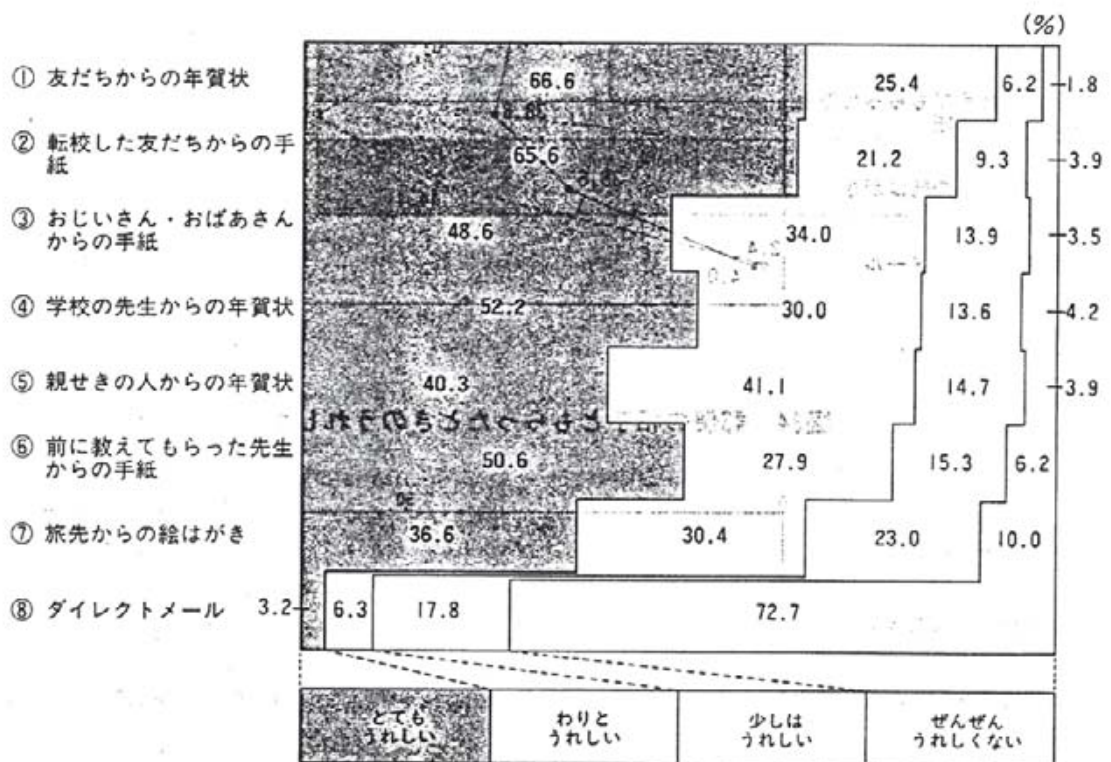 (%)
① 友だちからの年賀状 66.6 25.4 6.2 1.8
② 転校した友だちからの手
紙 65.6 21.2 9.3 3.9
③ おじいさん・おばあさん
からの手紙 48.6 34.0 13.9 3.5
④ 学校の先生からの年賀状 52.2 30.0 13.6 4.2
⑤ 親せきの人からの年賀状 40.3 41.1 14.7 3.9
⑥ 前に教えてもらった先生
からの手紙 50.6 27.9 15.3 6.2
⑦ 旅先からの絵はがき 36.6 30.4 23.0 10.0
⑧ ダイレクトメール 3.2 6.3 17.8 72.7
とても
うれしい
わりと
うれしい
少しは
うれしい
ぜんぜん
うれしくない